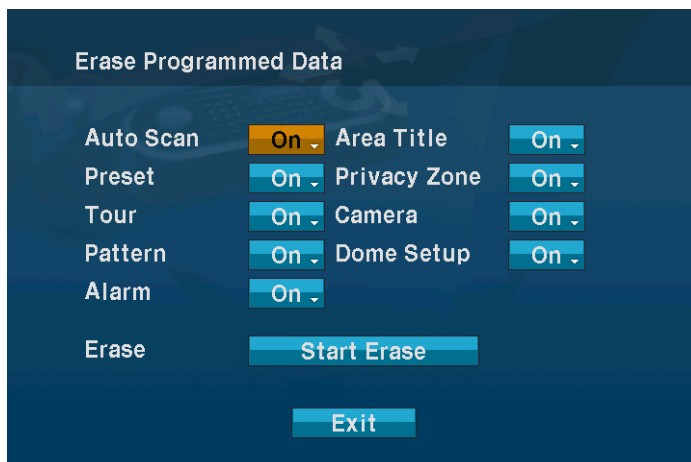 Erase Programmed Data
Auto Scan On Area Title On
Preset On Privacy Zone On
Tour On Camera On
Pattern On Dome Setup On
Alarm On
Erase Start Erase
Exit